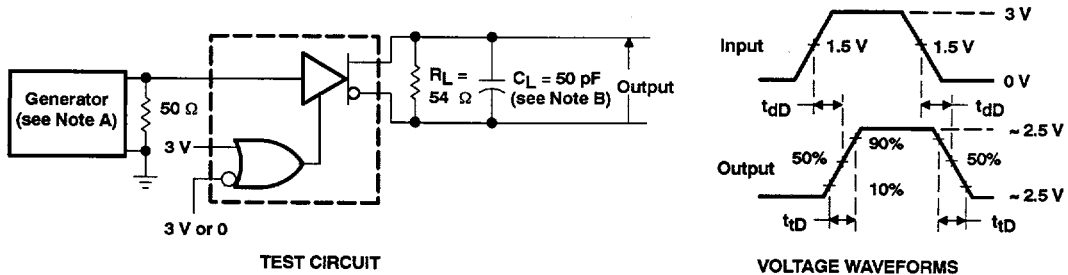 Generator
(see Note A)
50 Ω
3 V
3 V or 0
R_L =
54 Ω
C_L = 50 pF
(see Note B)
Output
TEST CIRCUIT
Input
3 V
1.5 V
1.5 V
0 V
t_dD
t_dD
Output
~ 2.5 V
50%
90%
50%
10%
~ 2.5 V
t_tD
t_tD
VOLTAGE WAVEFORMS